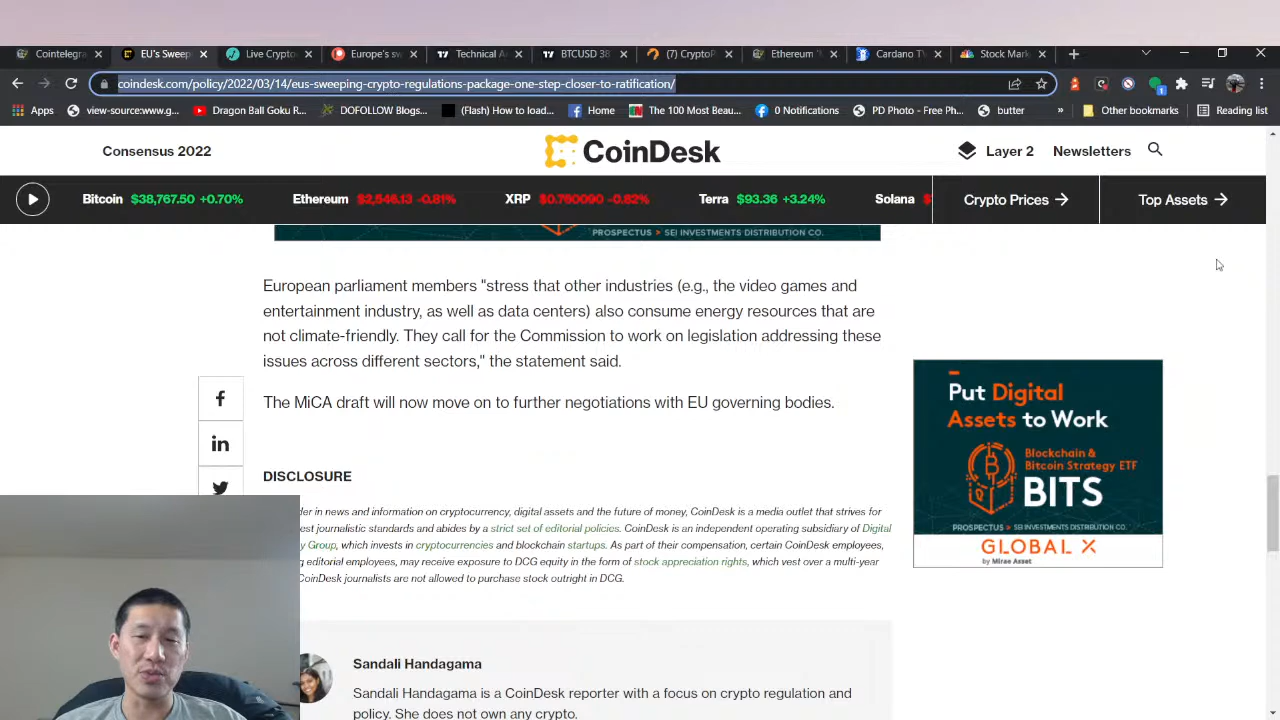 Cointelegra
EU's Sweep
Live Crypto
Europe's sw
Technical A
BTCUSD 38
(7) CryptoP
Ethereum "
Cardano TV
Stock Mark
coindesk.com/policy/2022/03/14/eus-sweeping-crypto-regulations-package-one-step-closer-to-ratification/
Apps
view-source:www.g...
Dragon Ball Goku R...
DOFOLLOW Blogs...
(Flash) How to load...
Home
The 100 Most Beau...
0 Notifications
PD Photo - Free Ph...
butter
»
Other bookmarks
Reading list
Consensus 2022
CoinDesk
Layer 2
Newsletters
Bitcoin $38,767.50 +0.70%
Ethereum $2,546.13 -0.81%
XRP $0.760090 -0.82%
Terra $93.36 +3.24%
Solana $
Crypto Prices →
Top Assets →
PROSPECTUS > SEI INVESTMENTS DISTRIBUTION CO.
European parliament members "stress that other industries (e.g., the video games and
entertainment industry, as well as data centers) also consume energy resources that are
not climate-friendly. They call for the Commission to work on legislation addressing these
issues across different sectors," the statement said.
The MiCA draft will now move on to further negotiations with EU governing bodies.
DISCLOSURE
der in news and information on cryptocurrency, digital assets and the future of money, CoinDesk is a media outlet that strives for
est journalistic standards and abides by a strict set of editorial policies. CoinDesk is an independent operating subsidiary of Digital
y Group, which invests in cryptocurrencies and blockchain startups. As part of their compensation, certain CoinDesk employees,
g editorial employees, may receive exposure to DCG equity in the form of stock appreciation rights, which vest over a multi-year
CoinDesk journalists are not allowed to purchase stock outright in DCG.
Put Digital
Assets to Work
Blockchain &
Bitcoin Strategy ETF
BITS
PROSPECTUS > SEI INVESTMENTS DISTRIBUTION CO.
GLOBAL X
by Mirae Asset
Sandali Handagama
Sandali Handagama is a CoinDesk reporter with a focus on crypto regulation and
policy. She does not own any crypto.